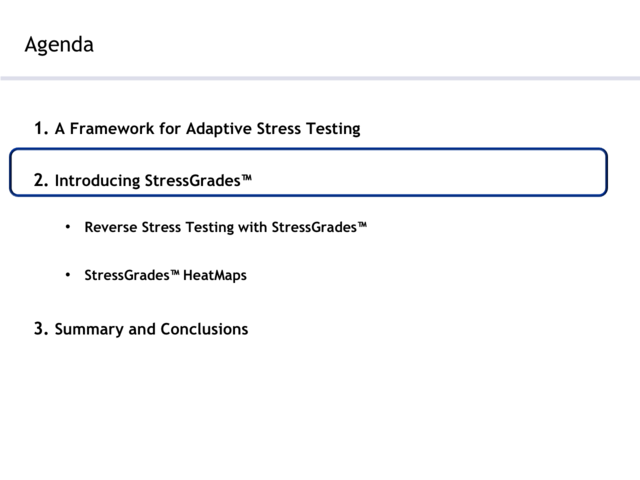 Agenda
1. A Framework for Adaptive Stress Testing
2. Introducing StressGrades™
• Reverse Stress Testing with StressGrades™
• StressGrades™ HeatMaps
3. Summary and Conclusions